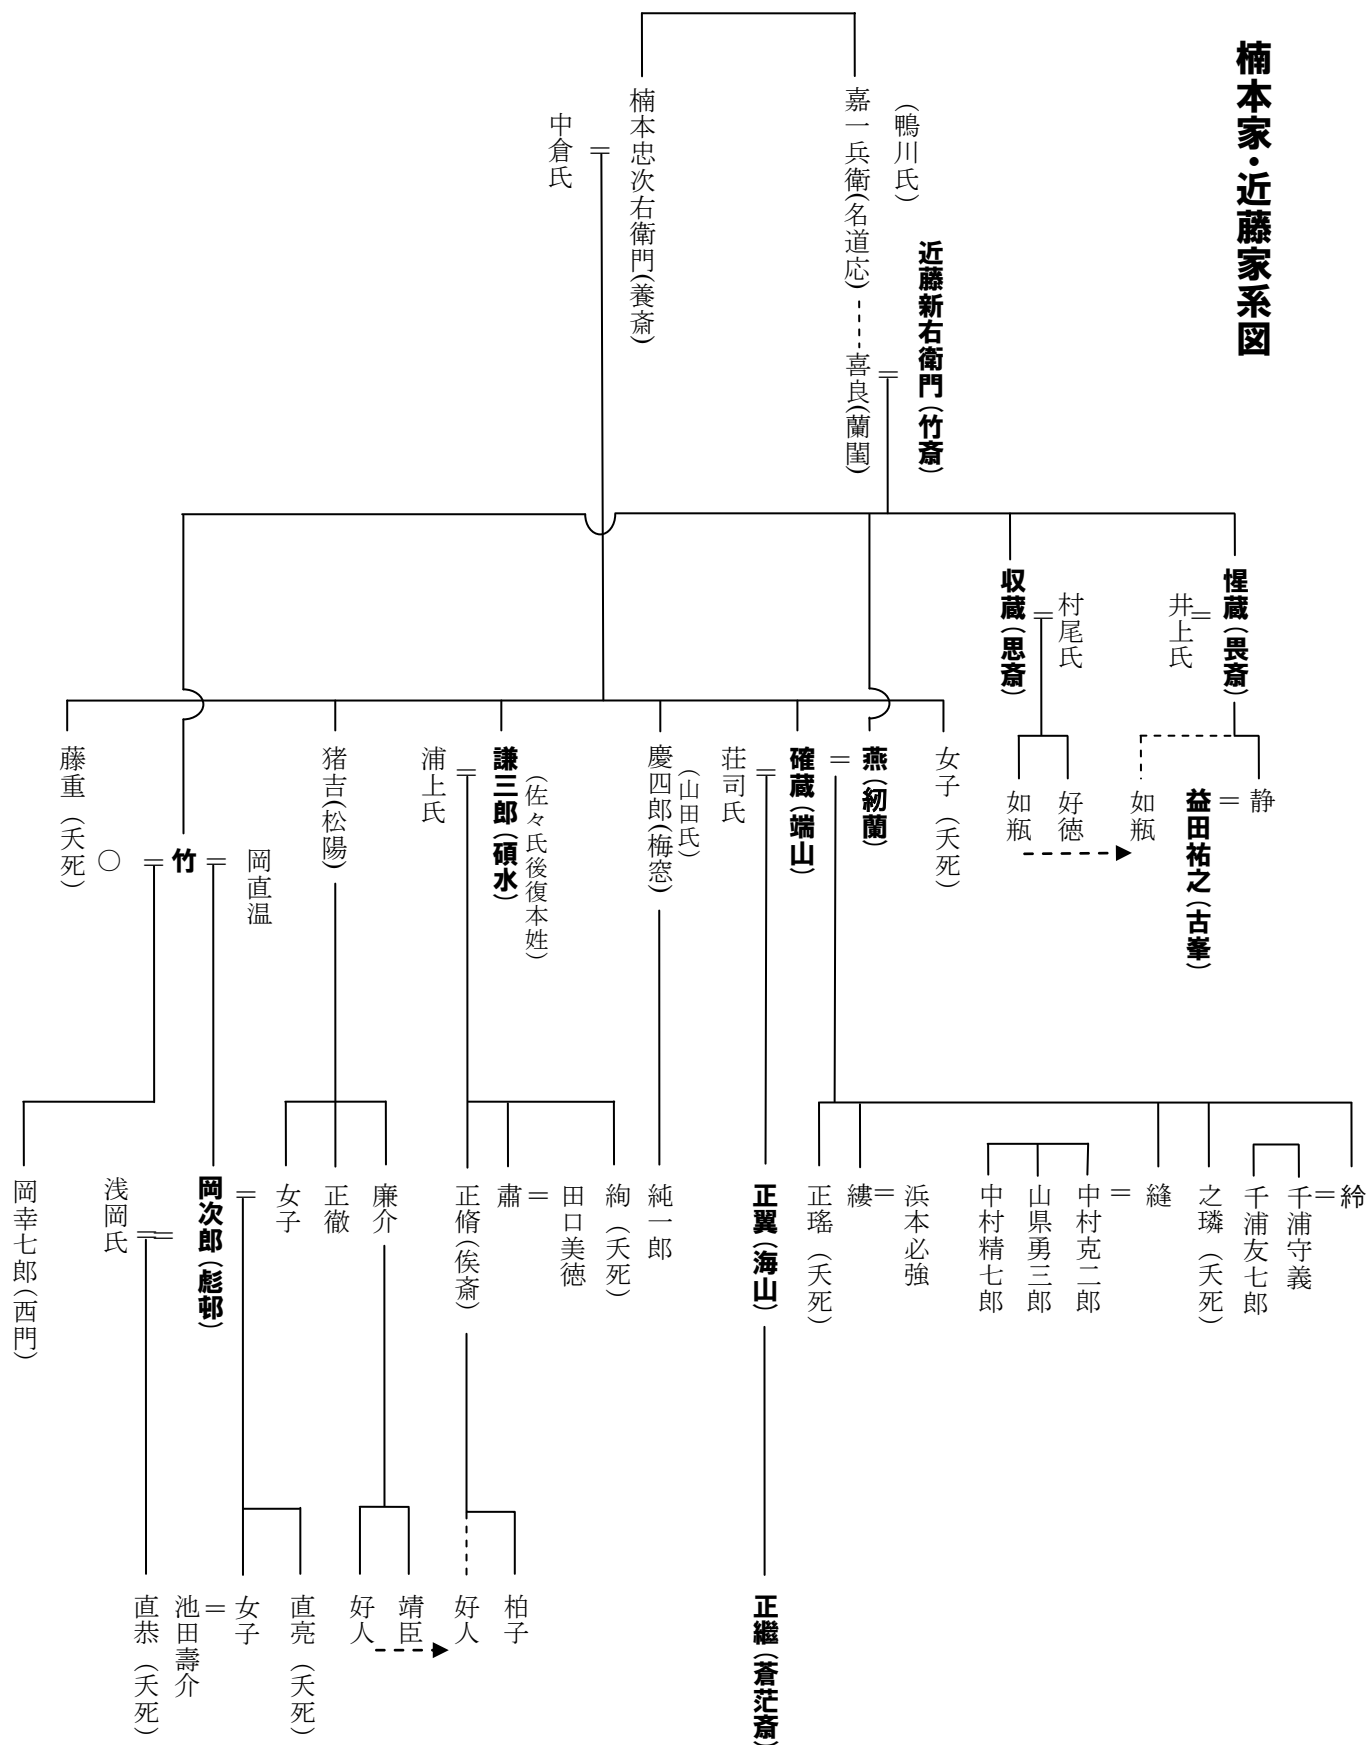 楠本家・近藤家系図
（鴨川氏）
嘉一兵衛（名道応）
楠本忠次右衛門（養斎）
中倉氏
近藤新右衛門（竹斎）
＝
喜良（蘭閨）
＝
惺蔵（畏斎）
＝
井上氏
村尾氏
＝
収蔵（思斎）
静
＝
益田祐之（古峯）
如瓶
好徳
如瓶
女子（夭死）
燕（紉蘭）
＝
確蔵（端山）
＝
荘司氏
（山田氏）
慶四郎（梅窓）
（佐々氏後復本姓）
謙三郎（碩水）
＝
浦上氏
猪吉（松陽）
岡直温
＝
竹
＝
○
藤重（夭死）
紟
＝
千浦守義
千浦友七郎
之璘（夭死）
縫
＝
中村克二郎
山県勇三郎
中村精七郎
浜本必強
＝
縷
正瑤（夭死）
正翼（海山）
純一郎
絢（夭死）
田口美徳
＝
肅
正脩（俟斎）
廉介
正徹
女子
＝
岡次郎（彪邨）
＝
浅岡氏
岡幸七郎（西門）
正繼（蒼茫斎）
柏子
好人
靖臣
好人
直亮（夭死）
女子
＝
池田壽介
直恭（夭死）